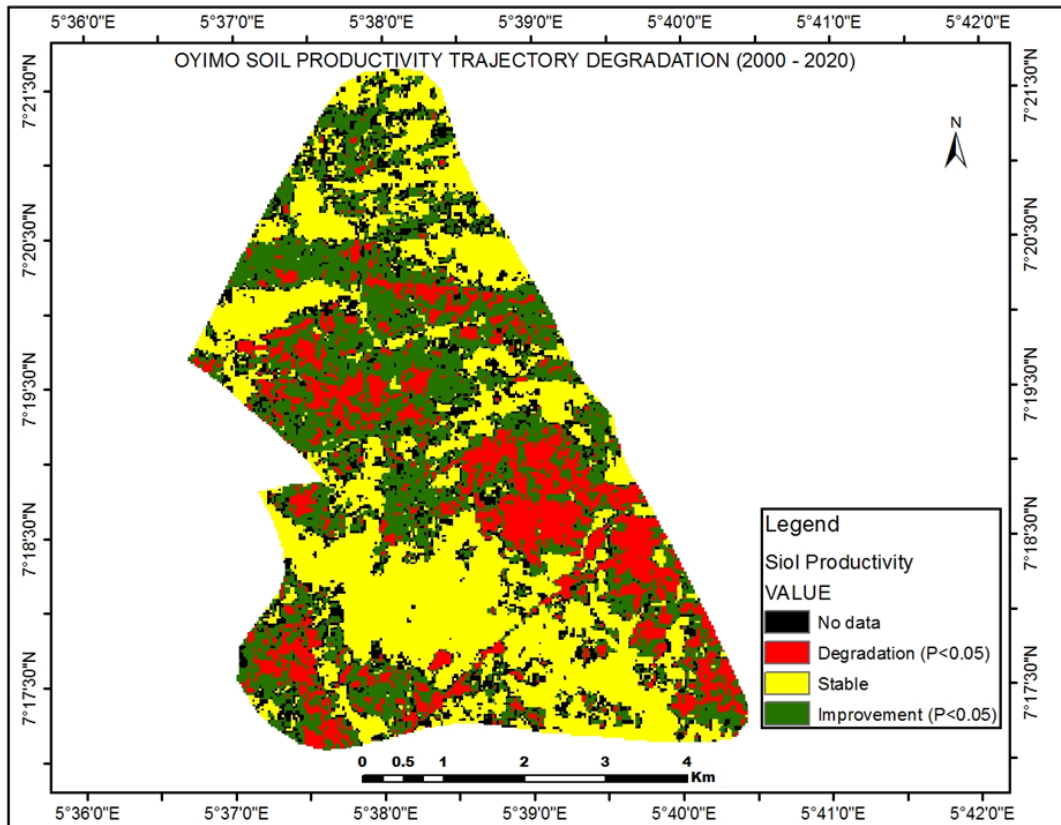 5°36'0"E 5°37'0"E 5°38'0"E 5°39'0"E 5°40'0"E 5°41'0"E 5°42'0"E
OYIMO SOIL PRODUCTIVITY TRAJECTORY DEGRADATION (2000 - 2020)
7°21'30"N 7°21'30"N
N
7°20'30"N 7°20'30"N
7°19'30"N 7°19'30"N
7°18'30"N 7°18'30"N
Legend
Siol Productivity
VALUE
No data
Degradation (P<0.05)
Stable
Improvement (P<0.05)
7°17'30"N 7°17'30"N
0 0.5 1 2 3 4
Km
5°36'0"E 5°37'0"E 5°38'0"E 5°39'0"E 5°40'0"E 5°41'0"E 5°42'0"E